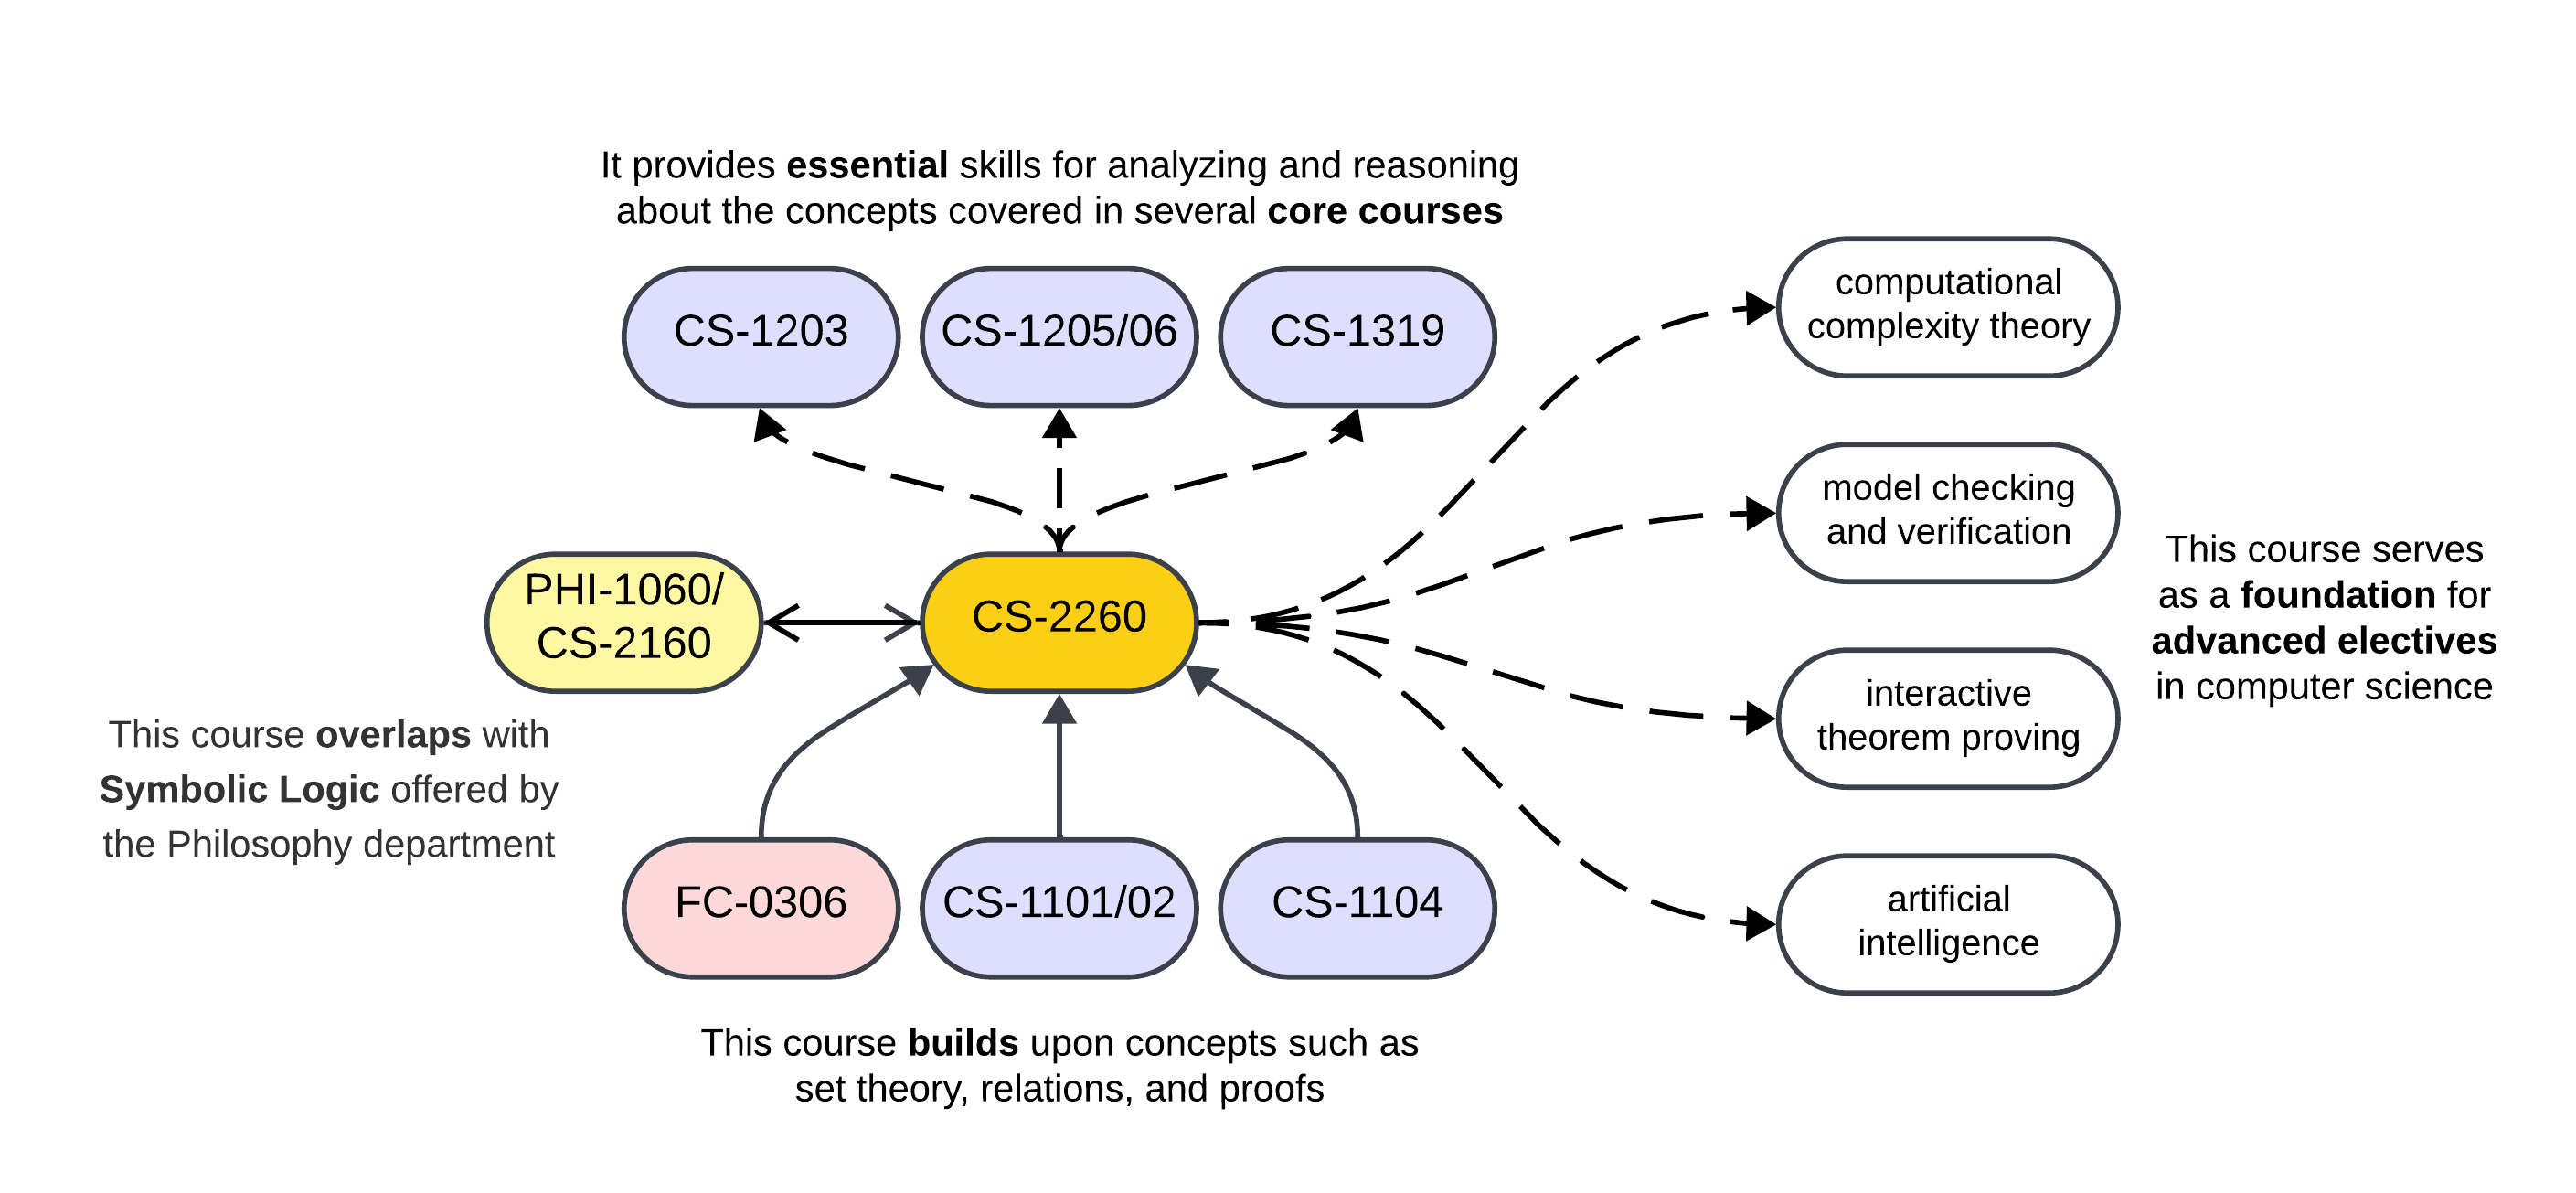 It provides essential skills for analyzing and reasoning
about the concepts covered in several core courses
CS-1203
CS-1205/06
CS-1319
computational
complexity theory
model checking
and verification
PHI-1060/
CS-2160
CS-2260
This course serves
as a foundation for
advanced electives
in computer science
interactive
theorem proving
This course overlaps with
Symbolic Logic offered by
the Philosophy department
FC-0306
CS-1101/02
CS-1104
artificial
intelligence
This course builds upon concepts such as
set theory, relations, and proofs